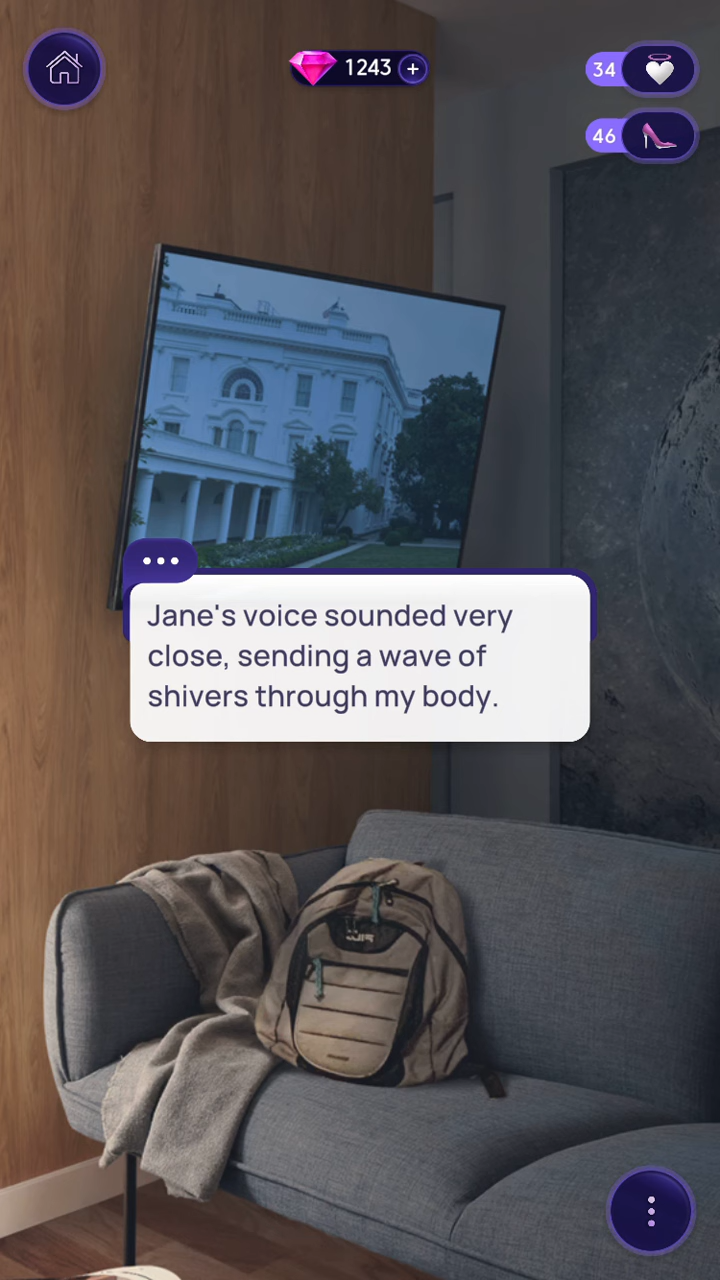 1243 +
34
46
Jane's voice sounded very
close, sending a wave of
shivers through my body.